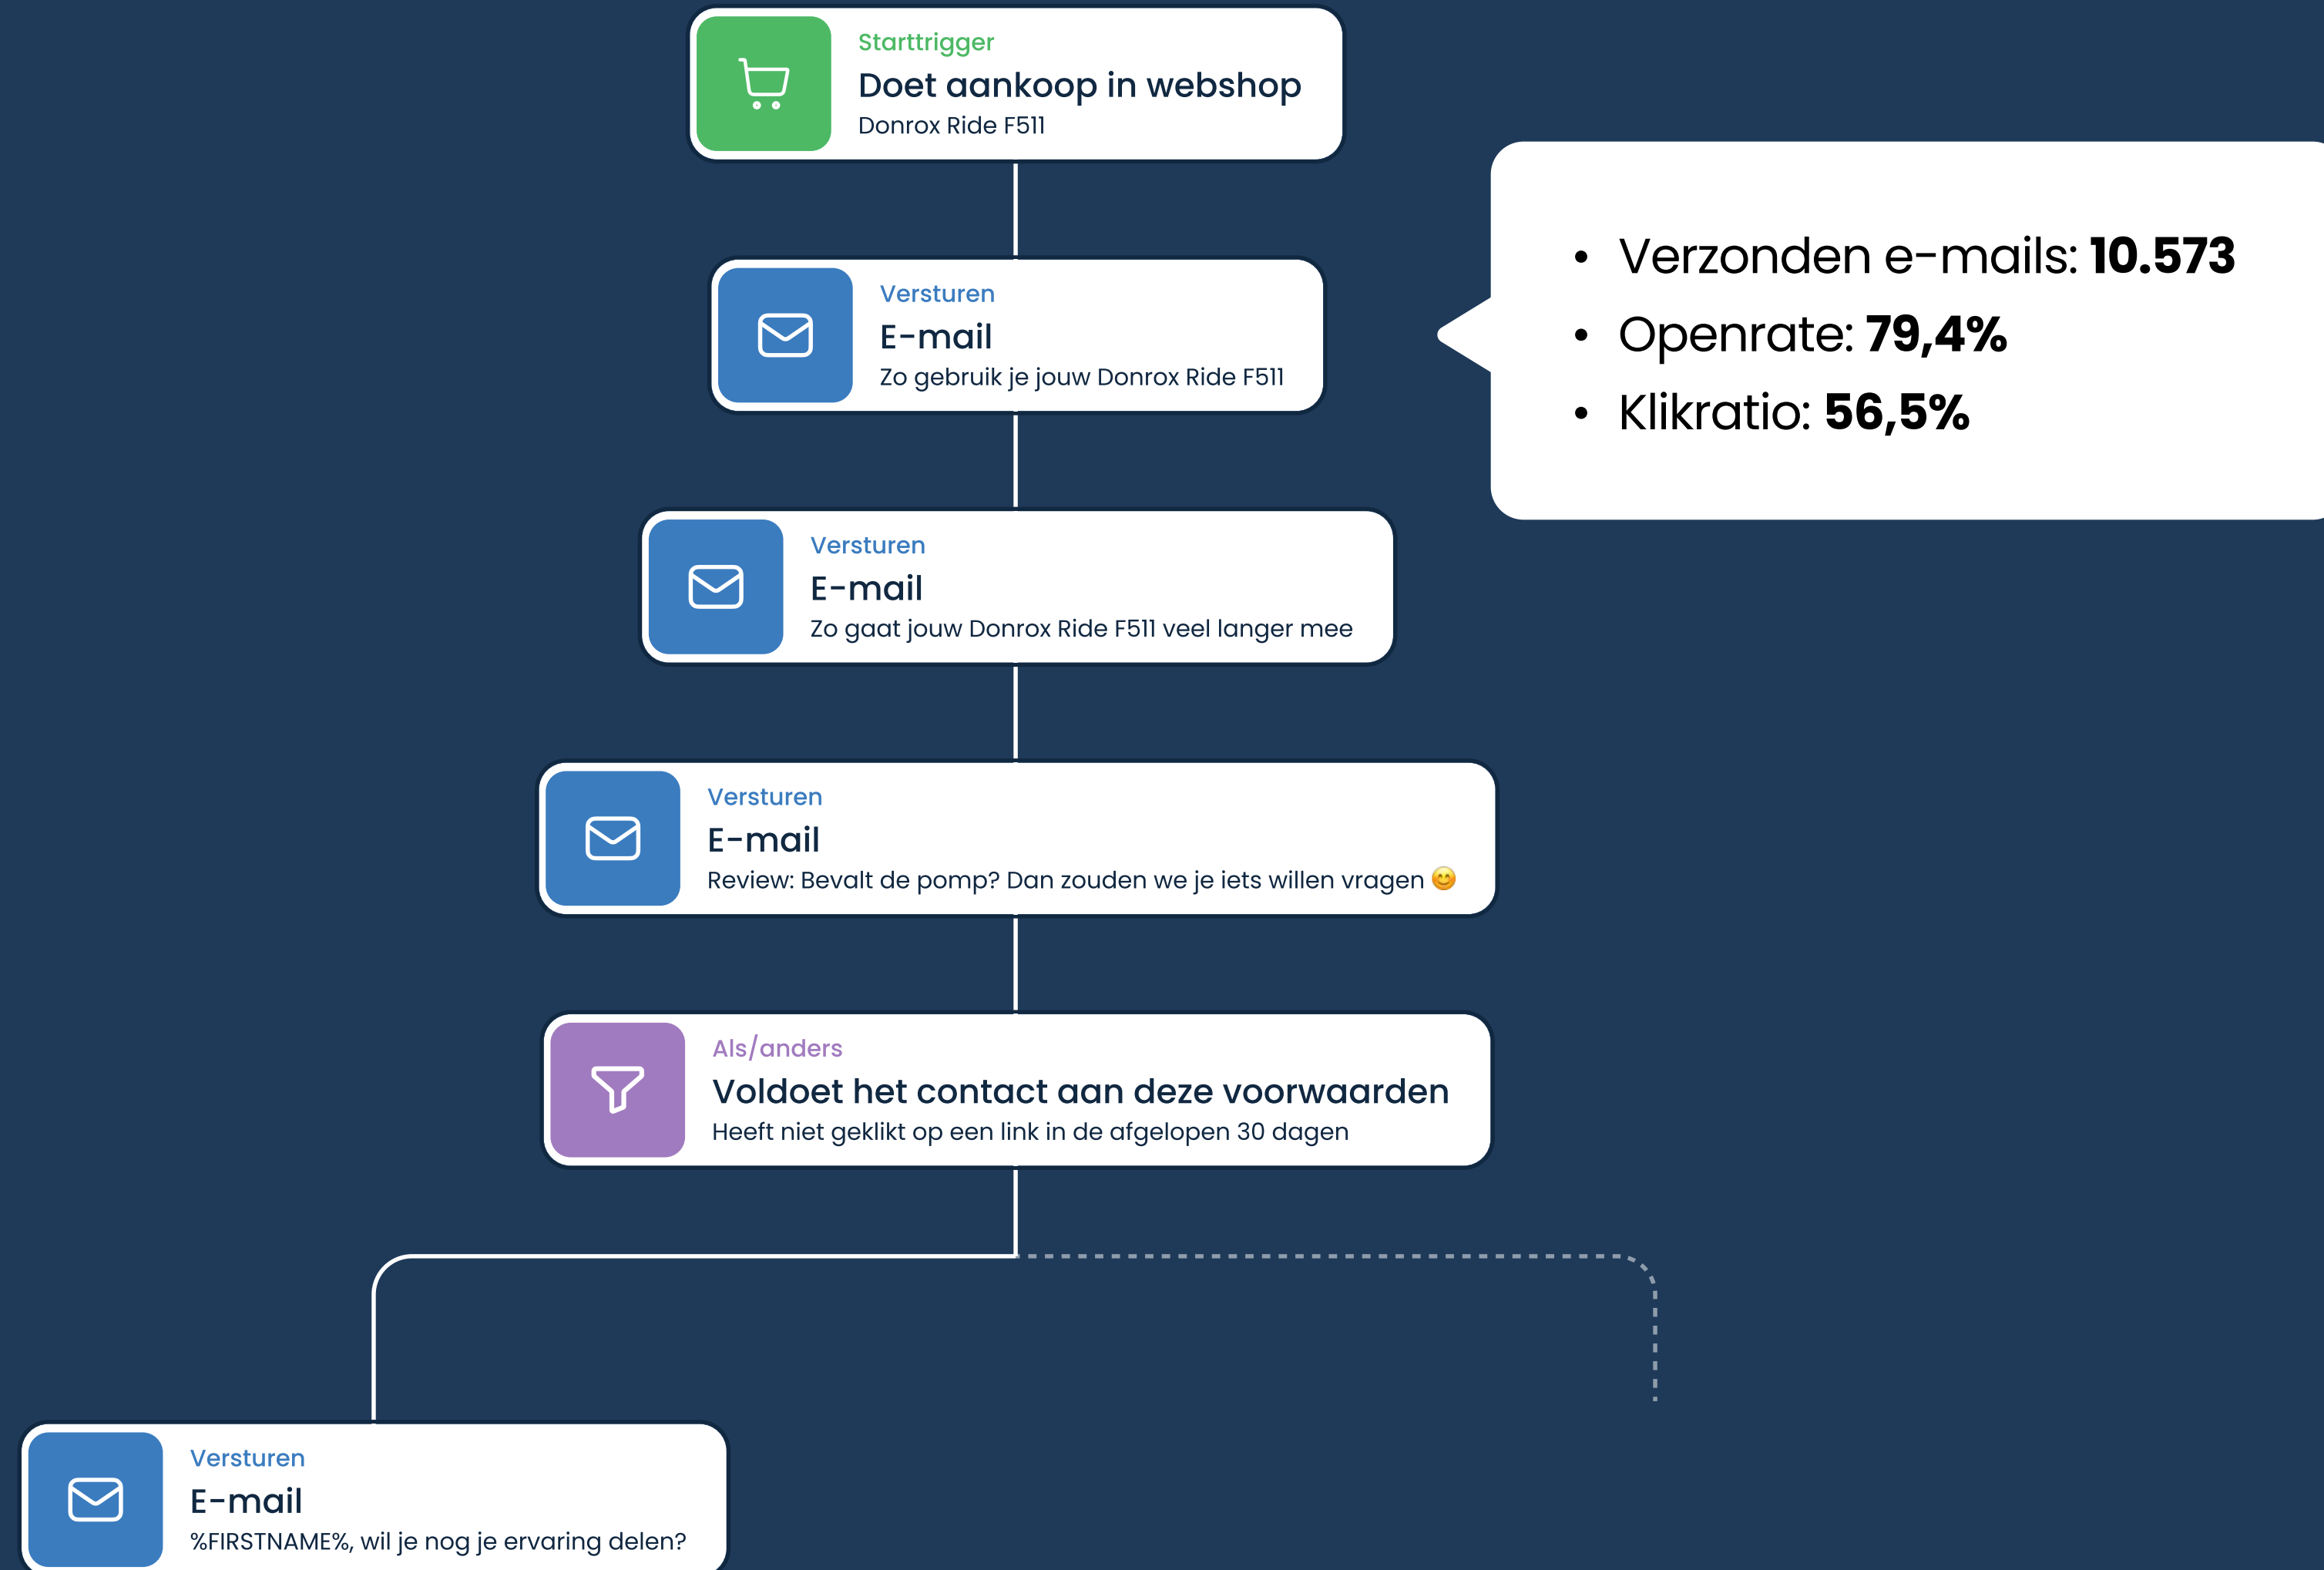 Starttrigger
Doet aankoop in webshop
Donrox Ride F511
Versturen
E-mail
Zo gebruik je jouw Donrox Ride F511
• Verzonden e-mails: 10.573
• Openrate: 79,4%
• Klikratio: 56,5%
Versturen
E-mail
Zo gaat jouw Donrox Ride F511 veel langer mee
Versturen
E-mail
Review: Bevalt de pomp? Dan zouden we je iets willen vragen 😊
Als/anders
Voldoet het contact aan deze voorwaarden
Heeft niet geklikt op een link in de afgelopen 30 dagen
Versturen
E-mail
%FIRSTNAME%, wil je nog je ervaring delen?